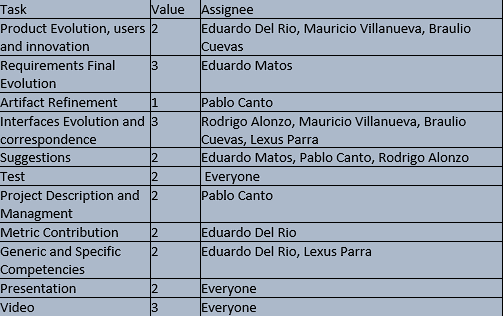 Task Value Assignee
Product Evolution, users 2 Eduardo Del Rio, Mauricio Villanueva, Braulio
and innovation Cuevas
Requirements Final 3 Eduardo Matos
Evolution
Artifact Refinement 1 Pablo Canto
Interfaces Evolution and 3 Rodrigo Alonzo, Mauricio Villanueva, Braulio
correspondence Cuevas, Lexus Parra
Suggestions 2 Eduardo Matos, Pablo Canto, Rodrigo Alonzo
Test 2 Everyone
Project Description and 2 Pablo Canto
Managment
Metric Contribution 2 Eduardo Del Rio
Generic and Specific 2 Eduardo Del Rio, Lexus Parra
Competencies
Presentation 2 Everyone
Video 3 Everyone